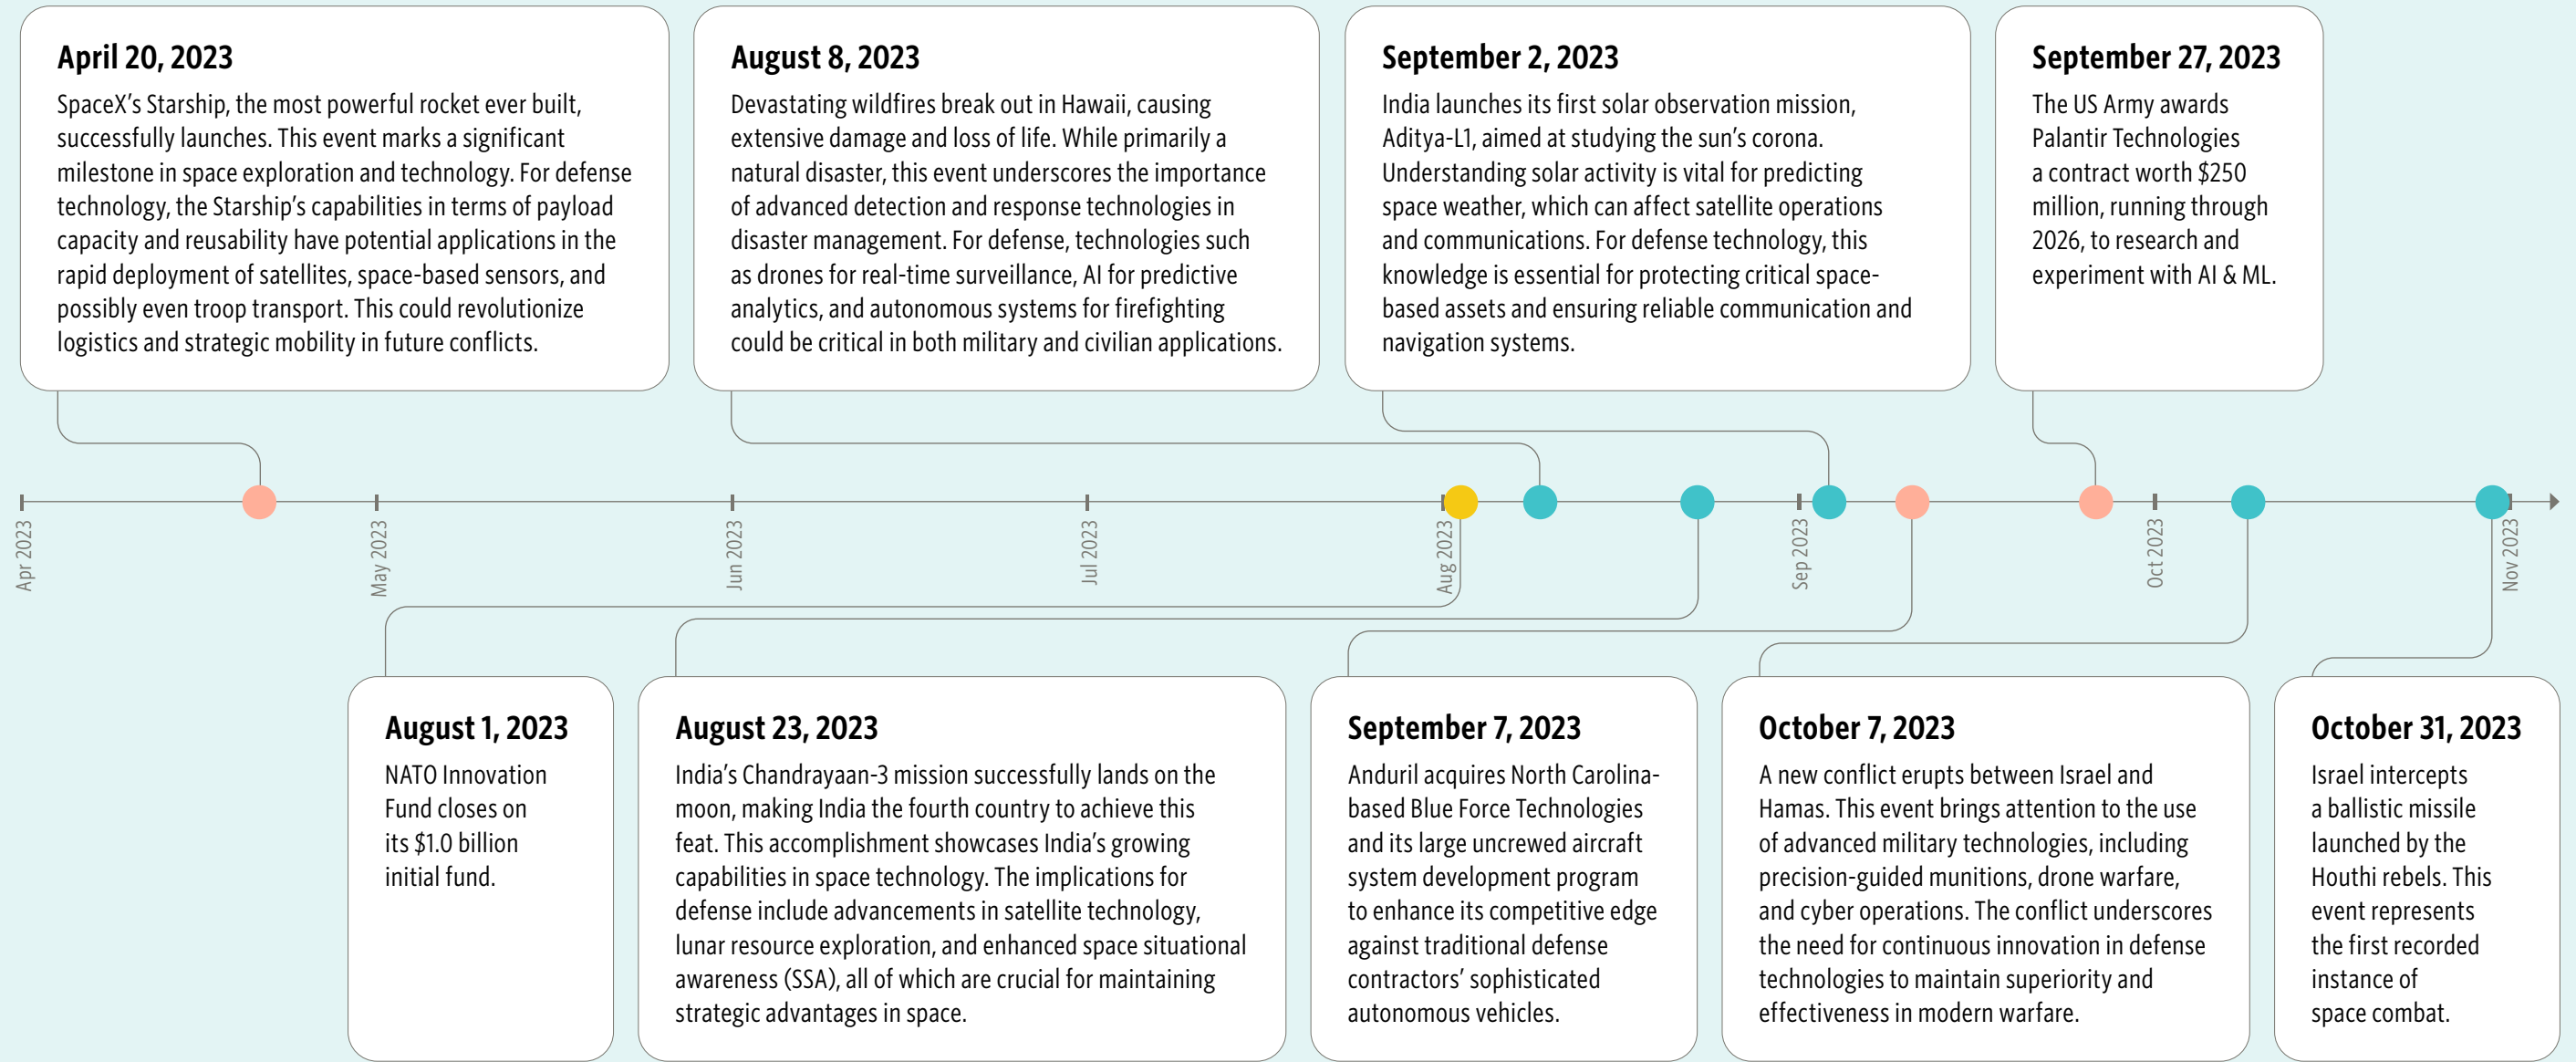 April 20, 2023
SpaceX’s Starship, the most powerful rocket ever built,
successfully launches. This event marks a significant
milestone in space exploration and technology. For defense
technology, the Starship’s capabilities in terms of payload
capacity and reusability have potential applications in the
rapid deployment of satellites, space-based sensors, and
possibly even troop transport. This could revolutionize
logistics and strategic mobility in future conflicts.
August 8, 2023
Devastating wildfires break out in Hawaii, causing
extensive damage and loss of life. While primarily a
natural disaster, this event underscores the importance
of advanced detection and response technologies in
disaster management. For defense, technologies such
as drones for real-time surveillance, AI for predictive
analytics, and autonomous systems for firefighting
could be critical in both military and civilian applications.
September 2, 2023
India launches its first solar observation mission,
Aditya-L1, aimed at studying the sun’s corona.
Understanding solar activity is vital for predicting
space weather, which can affect satellite operations
and communications. For defense technology, this
knowledge is essential for protecting critical space-
based assets and ensuring reliable communication and
navigation systems.
September 27, 2023
The US Army awards
Palantir Technologies
a contract worth $250
million, running through
2026, to research and
experiment with AI & ML.
Apr 2023
May 2023
Jun 2023
Jul 2023
Aug 2023
Sep 2023
Oct 2023
Nov 2023
August 1, 2023
NATO Innovation
Fund closes on
its $1.0 billion
initial fund.
August 23, 2023
India’s Chandrayaan-3 mission successfully lands on the
moon, making India the fourth country to achieve this
feat. This accomplishment showcases India’s growing
capabilities in space technology. The implications for
defense include advancements in satellite technology,
lunar resource exploration, and enhanced space situational
awareness (SSA), all of which are crucial for maintaining
strategic advantages in space.
September 7, 2023
Anduril acquires North Carolina-
based Blue Force Technologies
and its large uncrewed aircraft
system development program
to enhance its competitive edge
against traditional defense
contractors’ sophisticated
autonomous vehicles.
October 7, 2023
A new conflict erupts between Israel and
Hamas. This event brings attention to the use
of advanced military technologies, including
precision-guided munitions, drone warfare,
and cyber operations. The conflict underscores
the need for continuous innovation in defense
technologies to maintain superiority and
effectiveness in modern warfare.
October 31, 2023
Israel intercepts
a ballistic missile
launched by the
Houthi rebels. This
event represents
the first recorded
instance of
space combat.